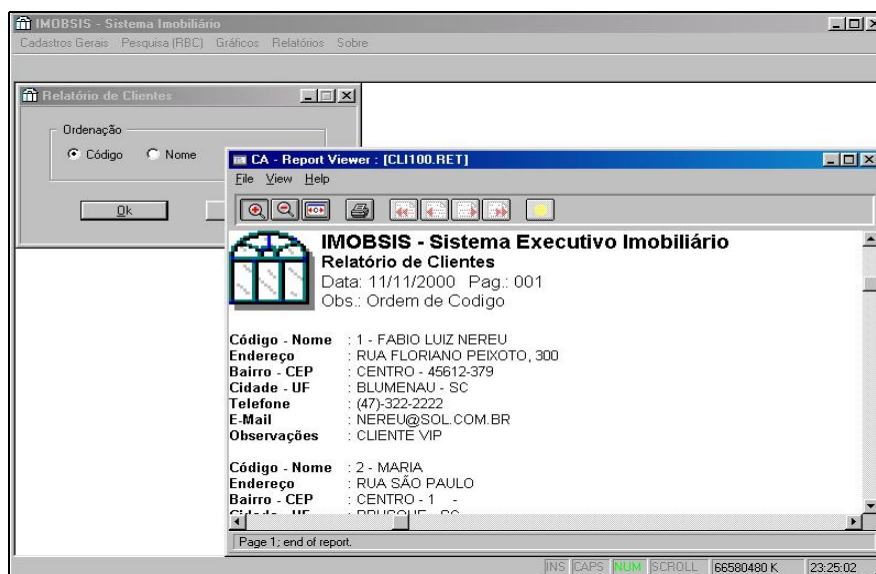 IMOBSIS - Sistema Imobiliário
Cadastros Gerais Pesquisa (RBC) Gráficos Relatórios Sobre
Relatório de Clientes
Ordenação
Código Nome
Ok
CA - Report Viewer : [CLI100.RET]
File View Help
IMOBSIS - Sistema Executivo Imobiliário
Relatório de Clientes
Data: 11/11/2000 Pag.: 001
Obs.: Ordem de Codigo
Código - Nome : 1 - FABIO LUIZ NEREU
Endereço : RUA FLORIANO PEIXOTO, 300
Bairro - CEP : CENTRO - 45612-379
Cidade - UF : BLUMENAU - SC
Telefone : (47)-322-2222
E-Mail : NEREU@SOL.COM.BR
Observações : CLIENTE VIP
Código - Nome : 2 - MARIA
Endereço : RUA SÃO PAULO
Bairro - CEP : CENTRO - 1 -
Cidade - UF : BRUSQUE - SC
Page 1; end of report.
INS CAPS NUM SCROLL 66580480 K 23:25:02